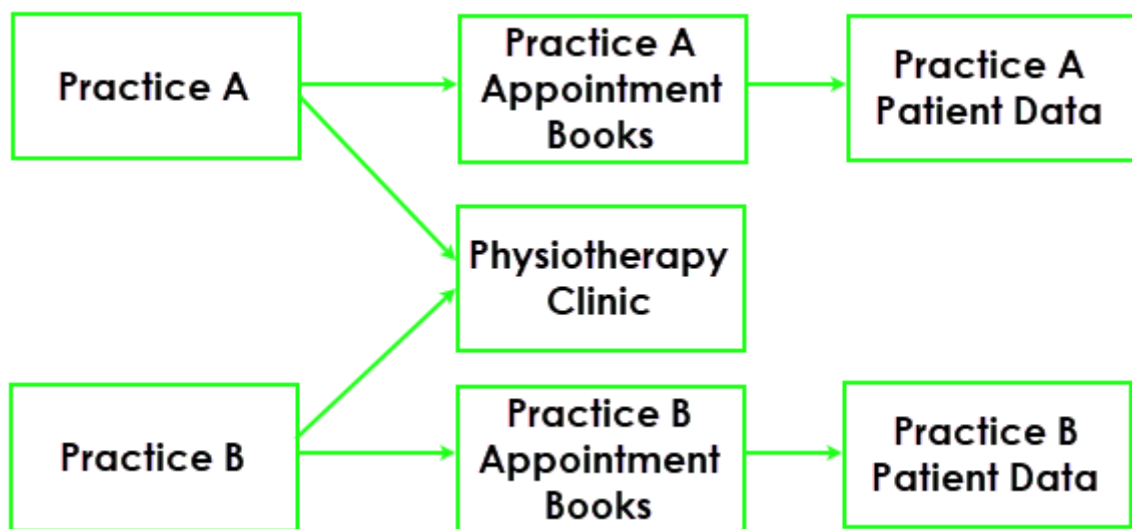 Practice A
Practice A
Appointment
Books
Practice A
Patient Data
Physiotherapy
Clinic
Practice B
Practice B
Appointment
Books
Practice B
Patient Data